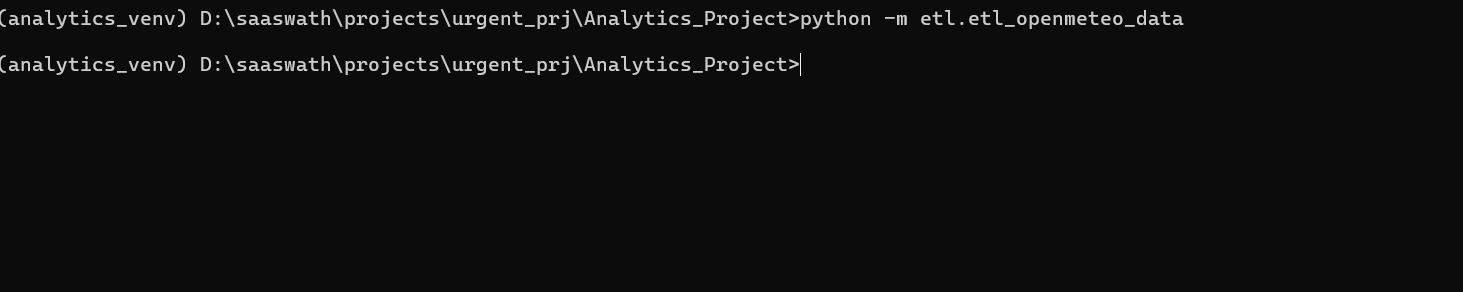 (analytics_venv) D:\saaswath\projects\urgent_prj\Analytics_Project>python -m etl.etl_openmeteo_data
(analytics_venv) D:\saaswath\projects\urgent_prj\Analytics_Project>